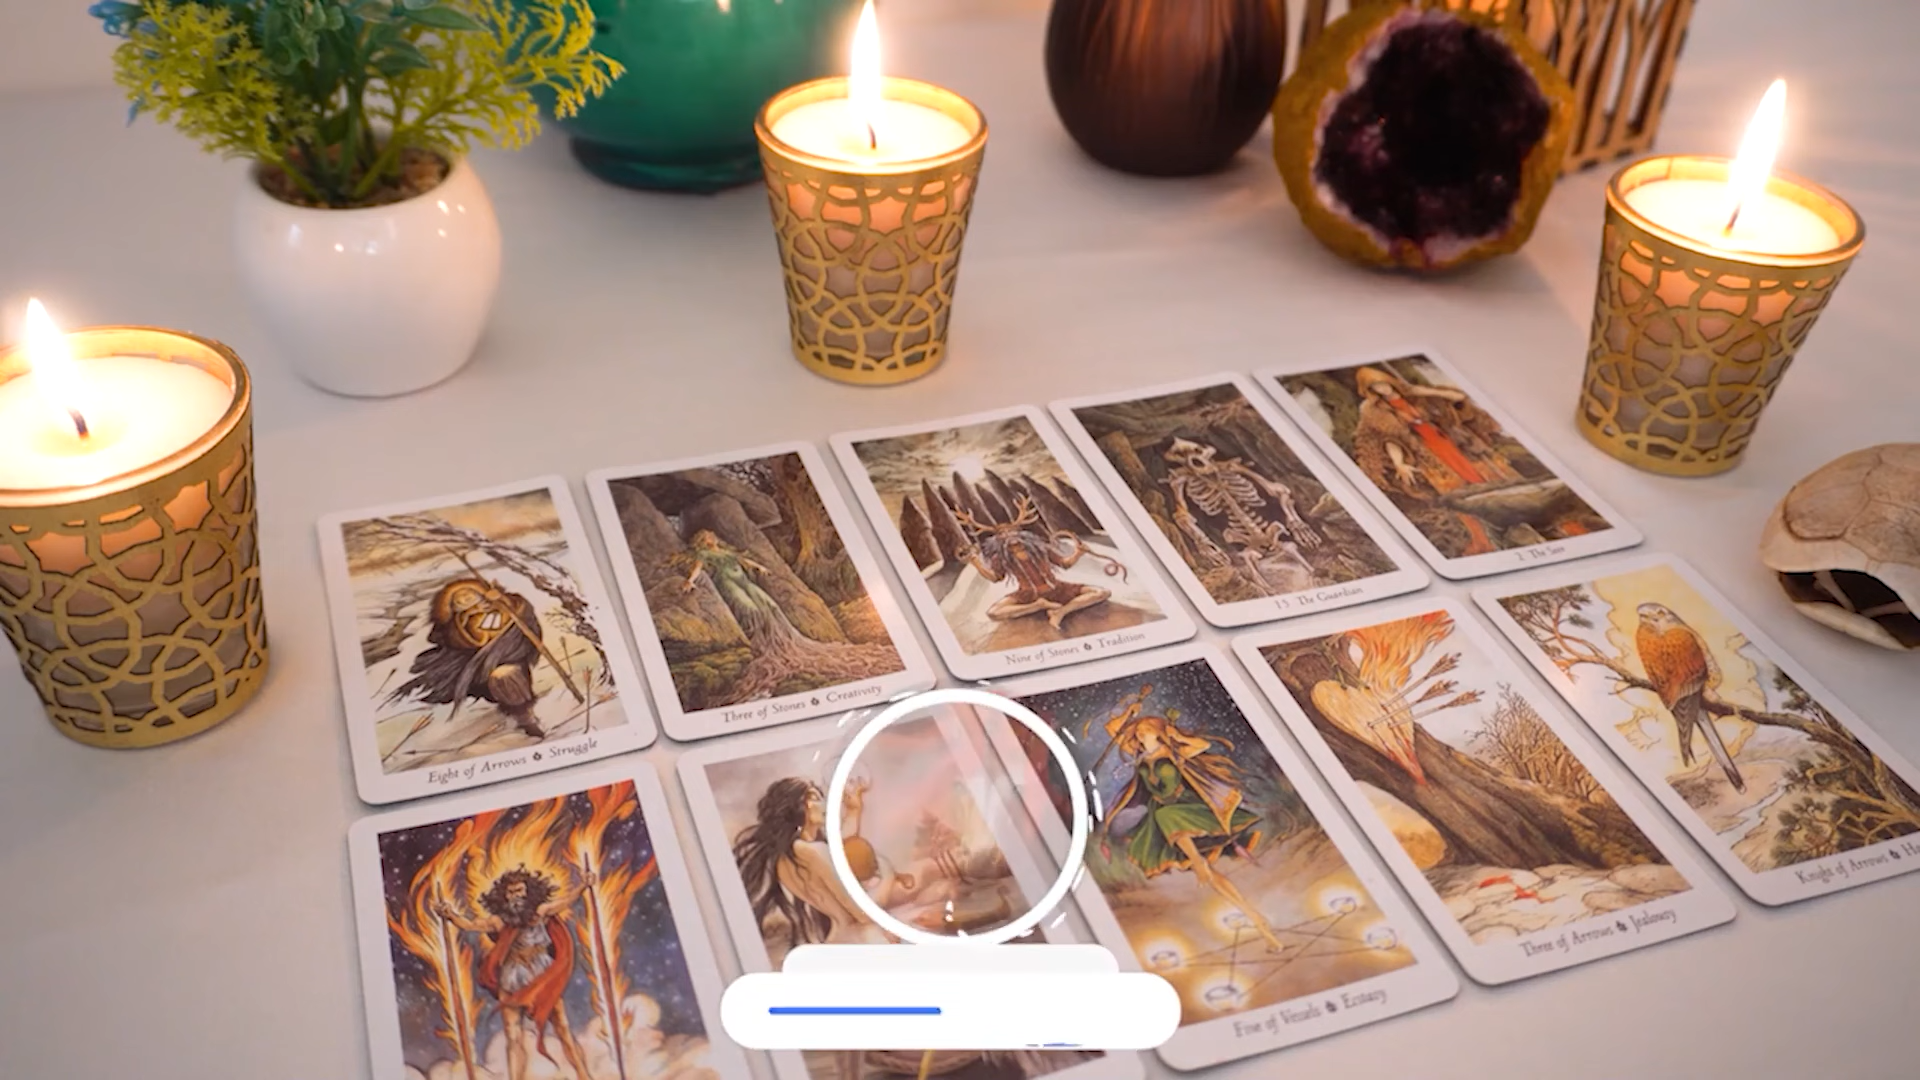 2 The Seer
15 The Guardian
Nine of Stones Tradition
Three of Stones Creativity
Eight of Arrows Struggle
Knight of Arrows
Three of Arrows Jealousy
Five of Vessels Ecstasy